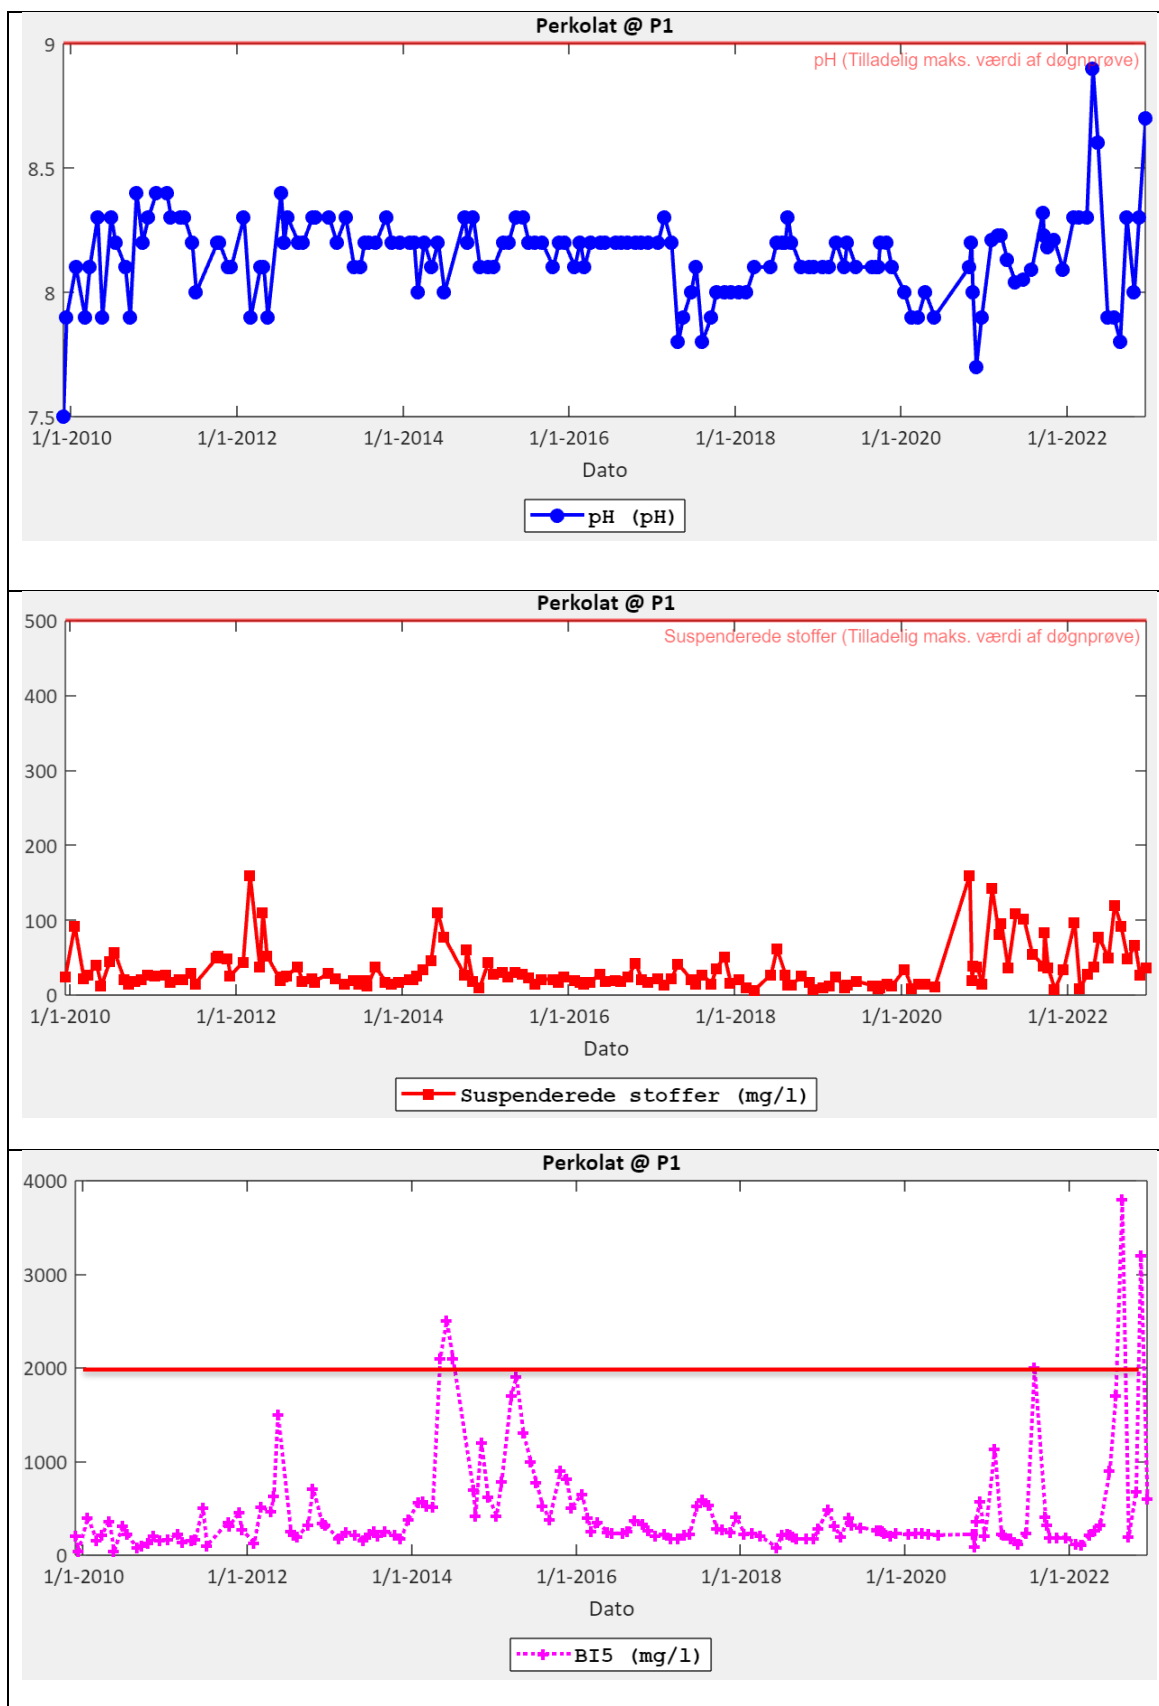 Perkolat @ P1
9
pH (Tilladelig maks. værdi af døgnprøve)
8.5
8
7.5
1/1-2010 1/1-2012 1/1-2014 1/1-2016 1/1-2018 1/1-2020 1/1-2022
Dato
pH (pH)
Perkolat @ P1
500
Suspenderede stoffer (Tilladelig maks. værdi af døgnprøve)
400
300
200
100
0
1/1-2010 1/1-2012 1/1-2014 1/1-2016 1/1-2018 1/1-2020 1/1-2022
Dato
Suspenderede stoffer (mg/l)
Perkolat @ P1
4000
3000
2000
1000
0
1/1-2010 1/1-2012 1/1-2014 1/1-2016 1/1-2018 1/1-2020 1/1-2022
Dato
BI5 (mg/l)